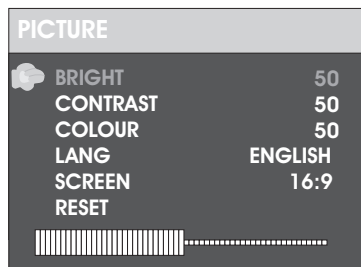 PICTURE
BRIGHT 50
CONTRAST 50
COLOUR 50
LANG ENGLISH
SCREEN 16:9
RESET